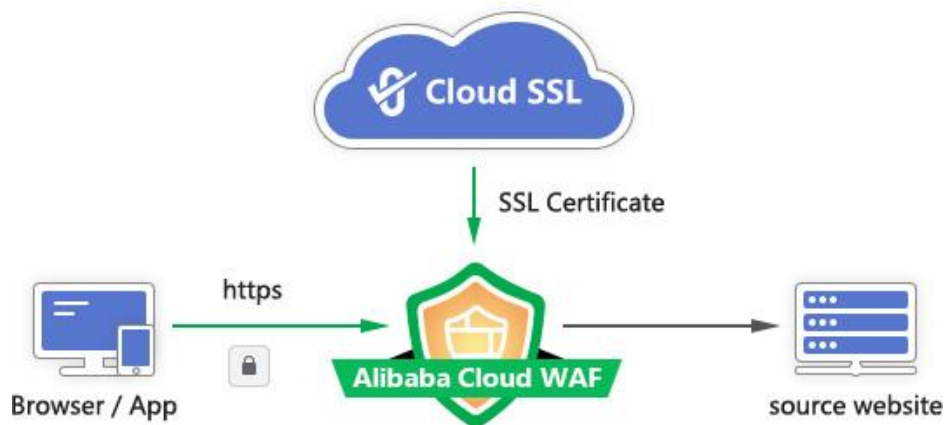 Cloud SSL
SSL Certificate
https
Alibaba Cloud WAF
Browser / App
source website